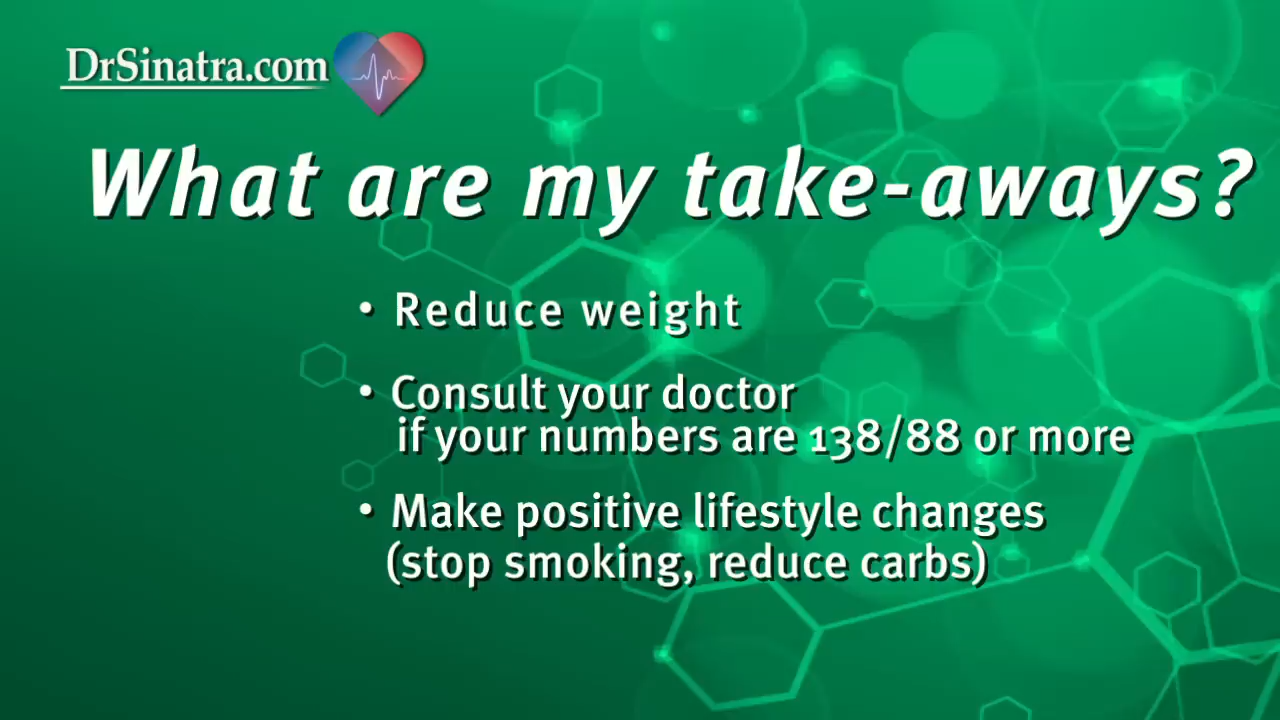 DrSinatra.com
What are my take-aways?
• Reduce weight
• Consult your doctor
if your numbers are 138/88 or more
• Make positive lifestyle changes
(stop smoking, reduce carbs)